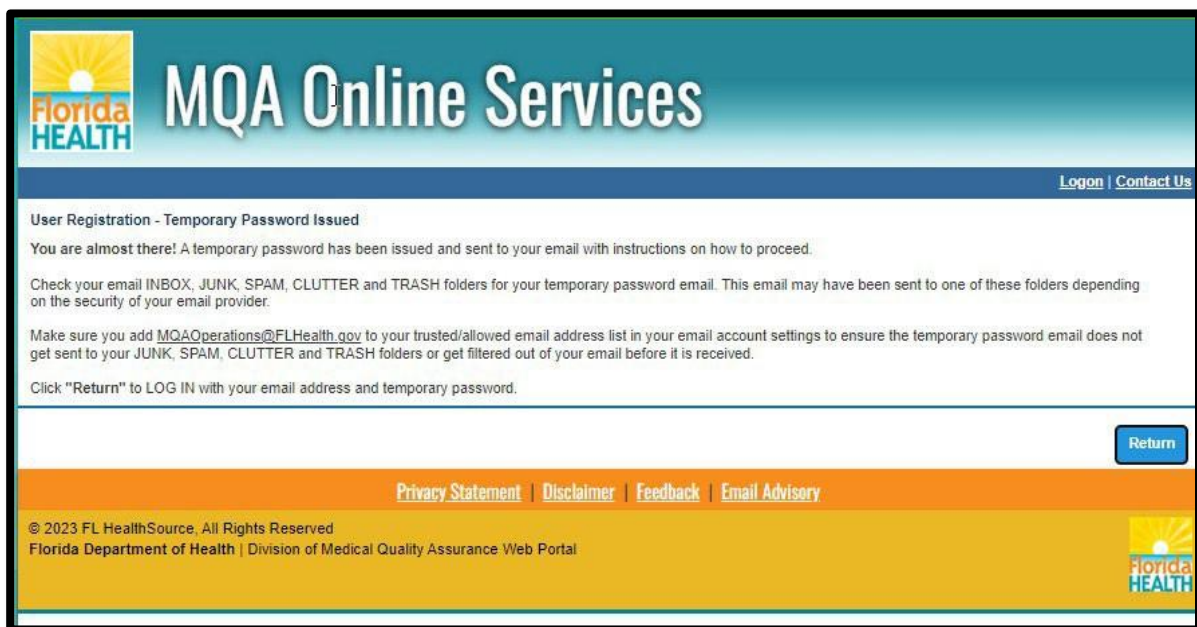 Florida
HEALTH
MQA Online Services
Logon | Contact Us
User Registration - Temporary Password Issued
You are almost there! A temporary password has been issued and sent to your email with instructions on how to proceed.
Check your email INBOX, JUNK, SPAM, CLUTTER and TRASH folders for your temporary password email. This email may have been sent to one of these folders depending
on the security of your email provider.
Make sure you add MQAOperations@FLHealth.gov to your trusted/allowed email address list in your email account settings to ensure the temporary password email does not
get sent to your JUNK, SPAM, CLUTTER and TRASH folders or get filtered out of your email before it is received.
Click "Return" to LOG IN with your email address and temporary password.
Return
Privacy Statement | Disclaimer | Feedback | Email Advisory
© 2023 FL HealthSource, All Rights Reserved
Florida Department of Health | Division of Medical Quality Assurance Web Portal
Florida
HEALTH